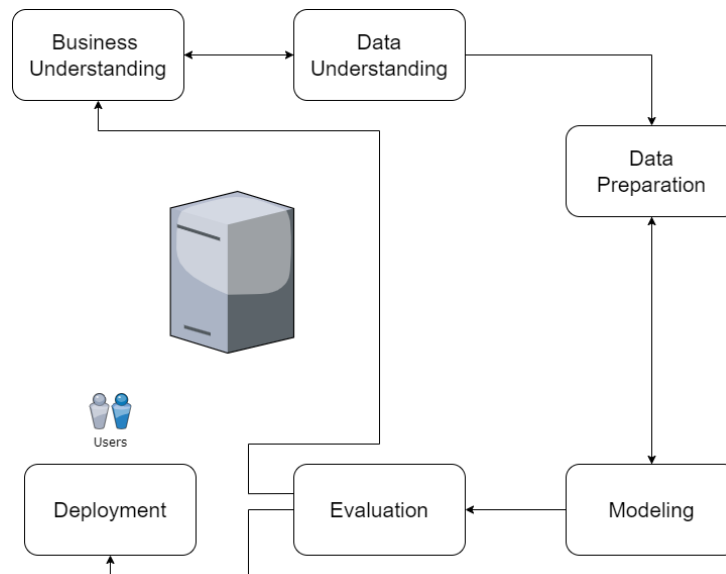 Business
Understanding
Data
Understanding
Data
Preparation
Users
Deployment
Evaluation
Modeling